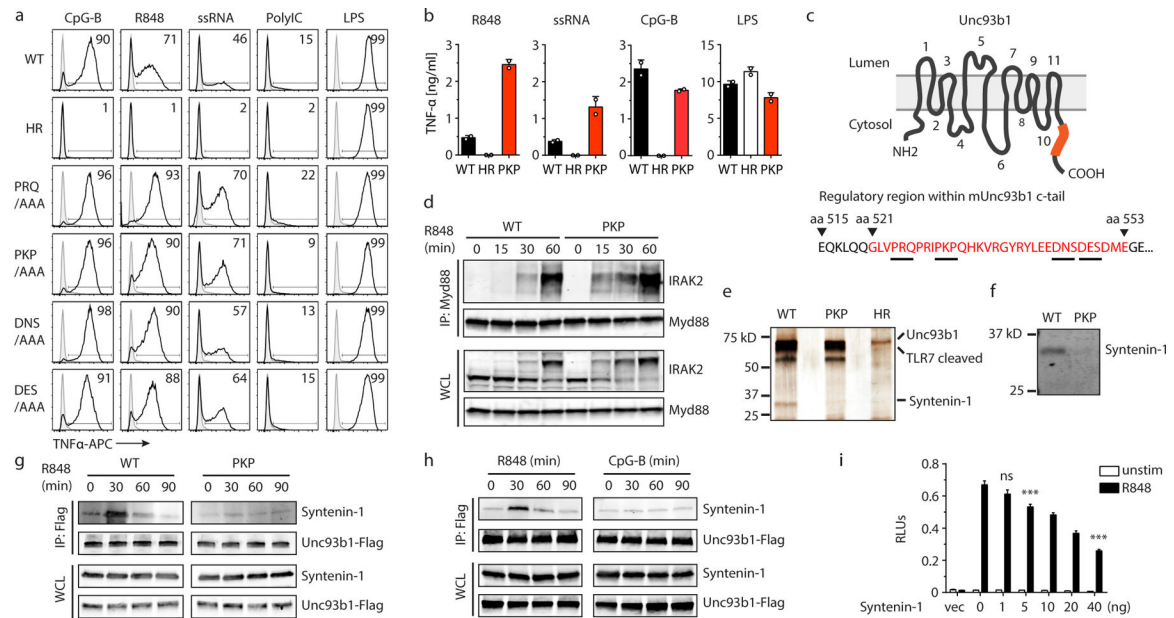 a
CpG-B R848 ssRNA PolyIC LPS
WT 90 71 46 15 99
HR 1 1 2 2 99
PRQ /AAA 96 93 70 22 99
PKP /AAA 96 90 71 9 99
DNS /AAA 98 90 57 13 99
DES /AAA 91 88 64 15 99
TNFα-APC
b
R848 ssRNA CpG-B LPS
TNF-α [ng/ml]
3 2 1 0
3 2 1 0
3 2 1 0
15 10 5 0
WT HR PKP WT HR PKP WT HR PKP WT HR PKP
c
Unc93b1
Lumen
Cytosol
1 3 5 7 9 11
2 4 6 8 10
NH2
COOH
Regulatory region within mUnc93b1 c-tail
aa 515 aa 521 aa 553
EQKLQQGLVPRQPRIPKPQHKVRGYRYLEEDNSDESDMEGE...
d
R848 (min)
WT PKP
0 15 30 60 0 15 30 60
IP: Myd88
IRAK2
Myd88
WCL
IRAK2
Myd88
e
WT PKP HR
75 kD
50
37
25
Unc93b1
TLR7 cleaved
Syntenin-1
f
WT PKP
37 kD
25
Syntenin-1
g
R848 (min)
WT PKP
0 30 60 90 0 30 60 90
IP: Flag
Syntenin-1
Unc93b1-Flag
WCL
Syntenin-1
Unc93b1-Flag
h
R848 (min) CpG-B (min)
0 30 60 90 0 30 60 90
IP: Flag
Syntenin-1
Unc93b1-Flag
WCL
Syntenin-1
Unc93b1-Flag
i
unstim
R848
RLUs
0.8
0.6
0.4
0.2
0
ns *** ***
Syntenin-1 vec 0 1 5 10 20 40 (ng)